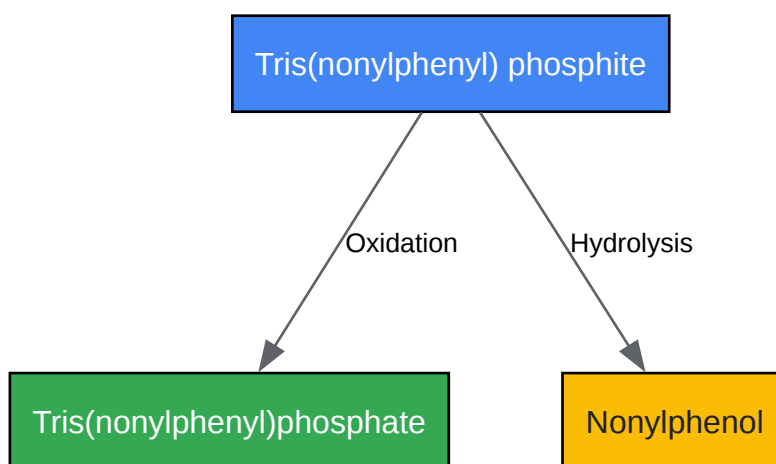 Tris(nonylphenyl) phosphite
Oxidation
Hydrolysis
Tris(nonylphenyl)phosphate
Nonylphenol